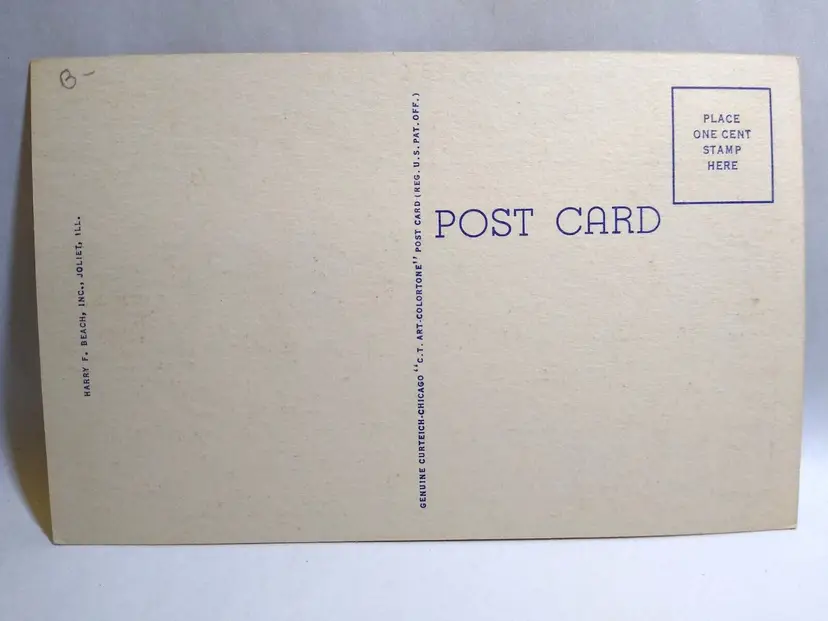 B-
HARRY F. BEACH, INC., JOLIET, ILL.
GENUINE CURTEICH-CHICAGO "C.T. ART-COLORTONE" POST CARD (REG. U.S. PAT. OFF.)
POST CARD
PLACE
ONE CENT
STAMP
HERE